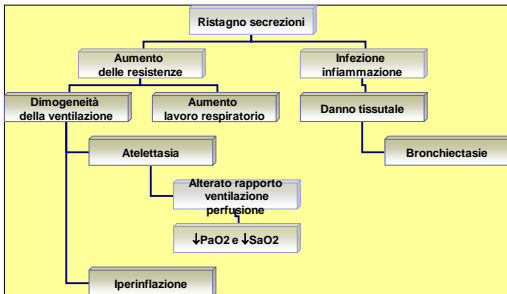 Ristagno secrezioni
Aumento
delle resistenze
Infezione
infiammazione
Dimogeneità
della ventilazione
Aumento
lavoro respiratorio
Danno tissutale
Atelettasia
Bronchiectasie
Alterato rapporto
ventilazione
perfusione
↓PaO2 e ↓SaO2
Iperinflazione